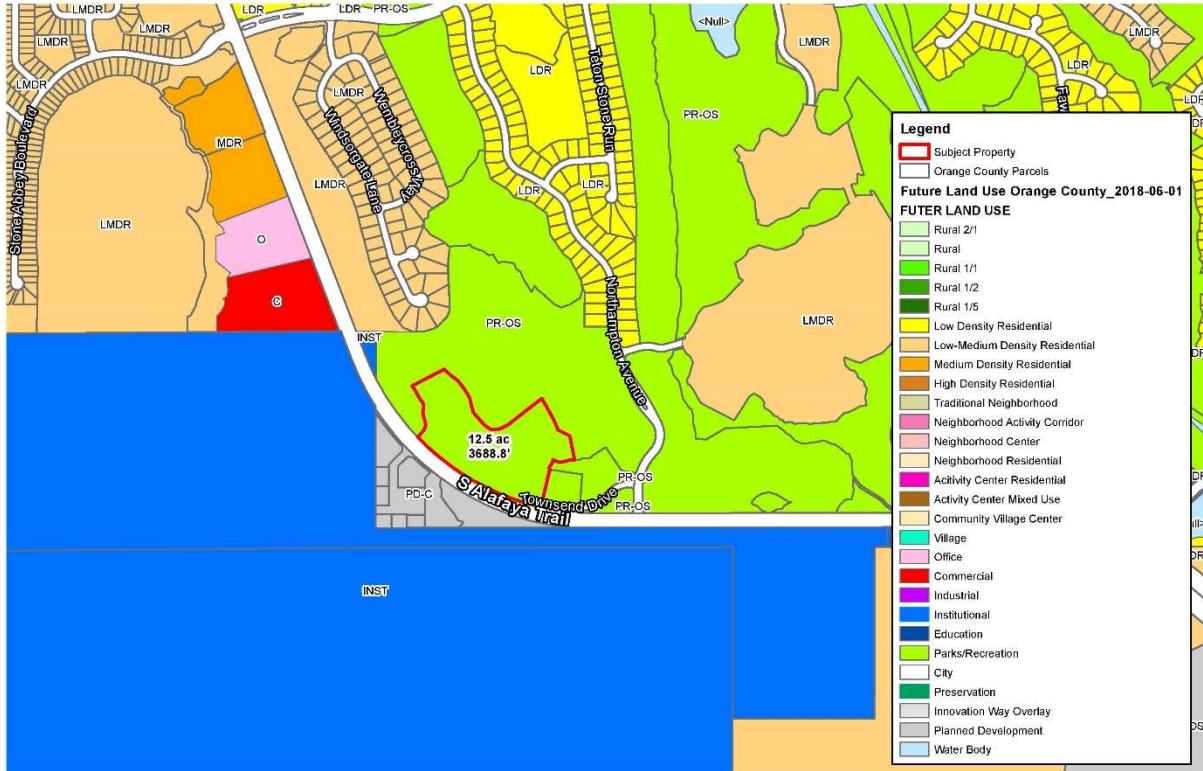 LMDR
LDR
LDR
PR-OS
<Null>
LMDR
LMDR
LMDR
LMDR
LDR
Teton Stone Run
LMDR
LMDR
LDR
LMDR
Stone Abbey Boulevard
MDR
LMDR
Windsorgate Lane
Wembleycross Way
LDR
LDR
PR-OS
LMDR
O
C
INST
PR-OS
Northampton Avenue
LMDR
12.5 ac
3688.8'
PD-C
S Alafaya Trail
Townsend Drive
PR-OS
PR-OS
INST
Legend
Subject Property
Orange County Parcels
Future Land Use Orange County_2018-06-01
FUTER LAND USE
Rural 2/1
Rural
Rural 1/1
Rural 1/2
Rural 1/5
Low Density Residential
Low-Medium Density Residential
Medium Density Residential
High Density Residential
Traditional Neighborhood
Neighborhood Activity Corridor
Neighborhood Center
Neighborhood Residential
Acitivity Center Residential
Activity Center Mixed Use
Community Village Center
Village
Office
Commercial
Industrial
Institutional
Education
Parks/Recreation
City
Preservation
Innovation Way Overlay
Planned Development
Water Body